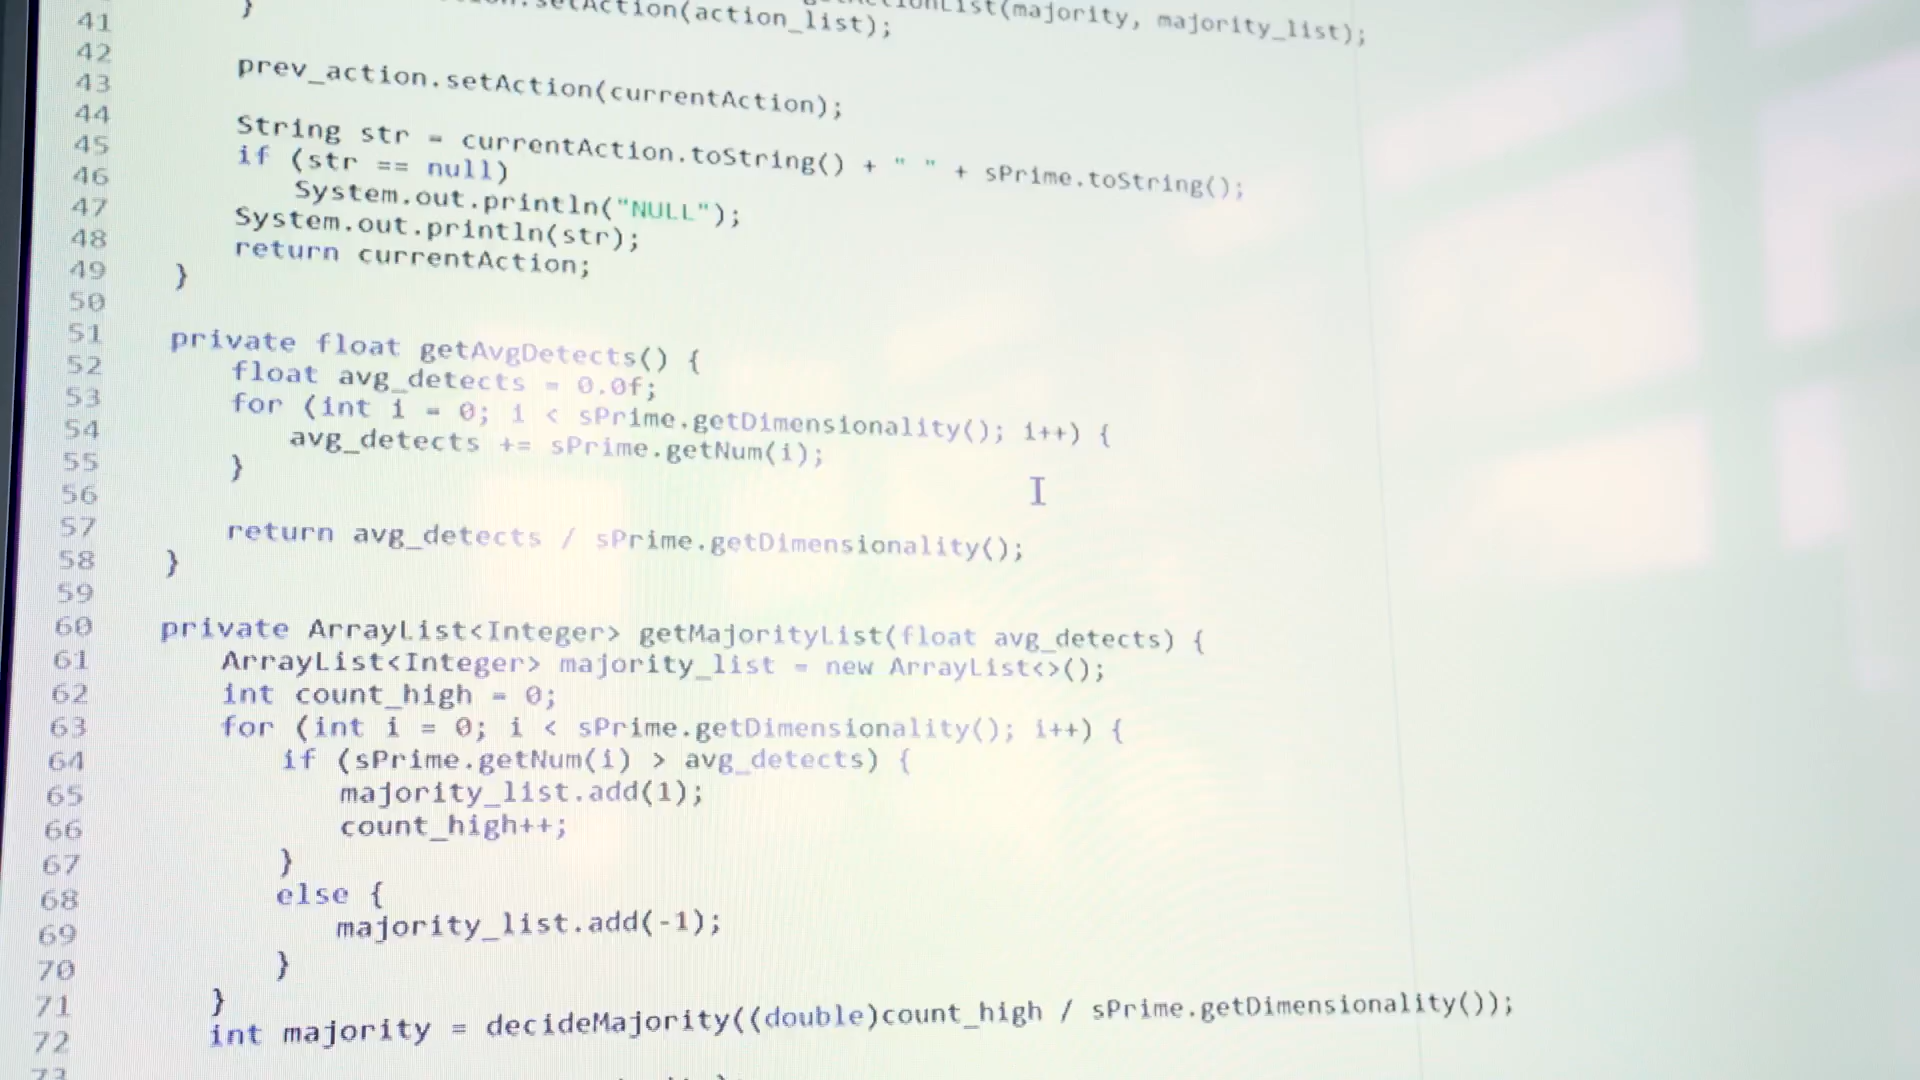 41 }
setAction(action_list);
List(majority, majority_list);
42
43 prev_action.setAction(currentAction);
44
45 String str = currentAction.toString() + " " + sPrime.toString();
46 if (str == null)
47 System.out.println("NULL");
48 System.out.println(str);
49 return currentAction;
50 }
51
52 private float getAvgDetects() {
53 float avg_detects = 0.0f;
54 for (int i = 0; i < sPrime.getDimensionality(); i++) {
55 avg_detects += sPrime.getNum(i);
56 }
57
58 return avg_detects / sPrime.getDimensionality();
59 }
60
61 private ArrayList<Integer> getMajorityList(float avg_detects) {
62 ArrayList<Integer> majority_list = new ArrayList<>();
63 int count_high = 0;
64 for (int i = 0; i < sPrime.getDimensionality(); i++) {
65 if (sPrime.getNum(i) > avg_detects) {
66 majority_list.add(1);
67 count_high++;
68 }
69 else {
70 majority_list.add(-1);
71 }
72 }
73 int majority = decideMajority((double)count_high / sPrime.getDimensionality());